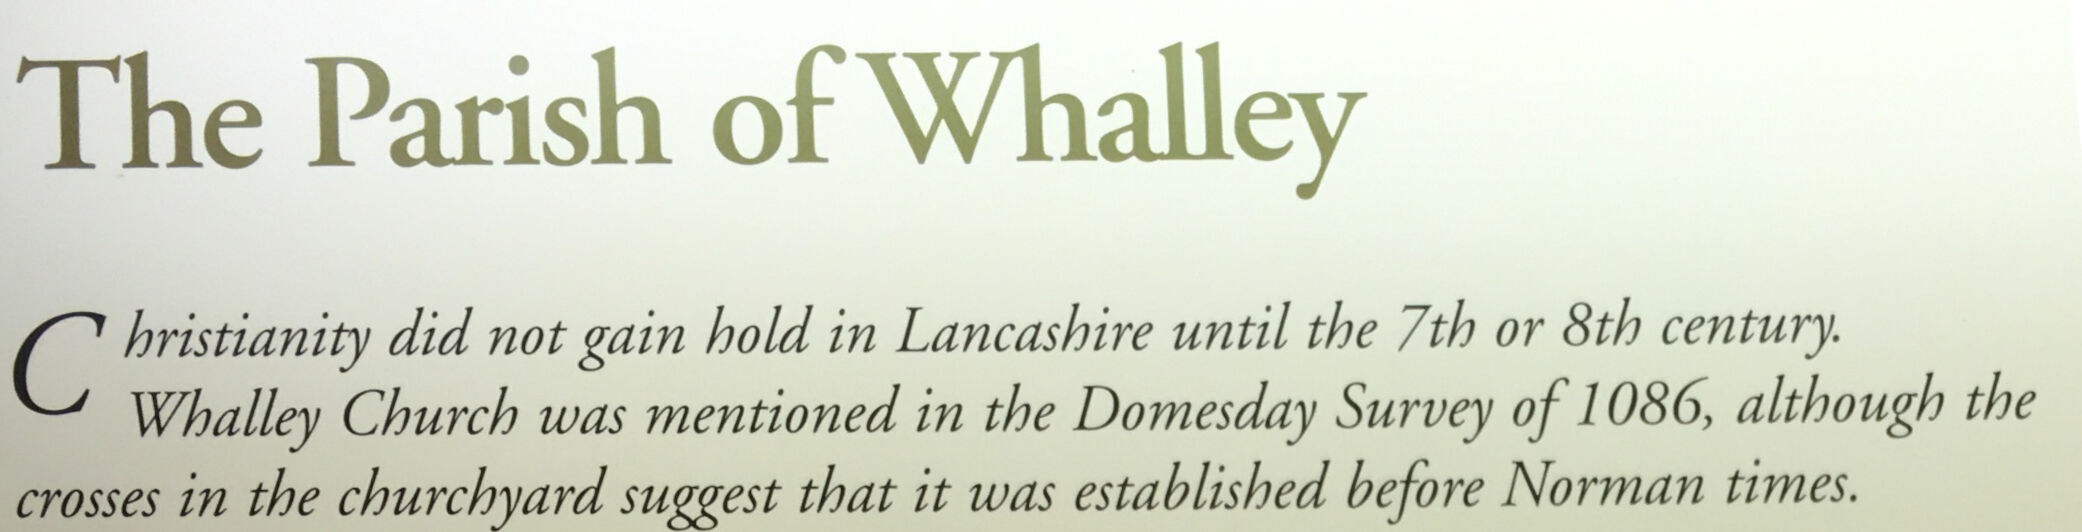 The Parish of Whalley
Christianity did not gain hold in Lancashire until the 7th or 8th century.
Whalley Church was mentioned in the Domesday Survey of 1086, although the
crosses in the churchyard suggest that it was established before Norman times.